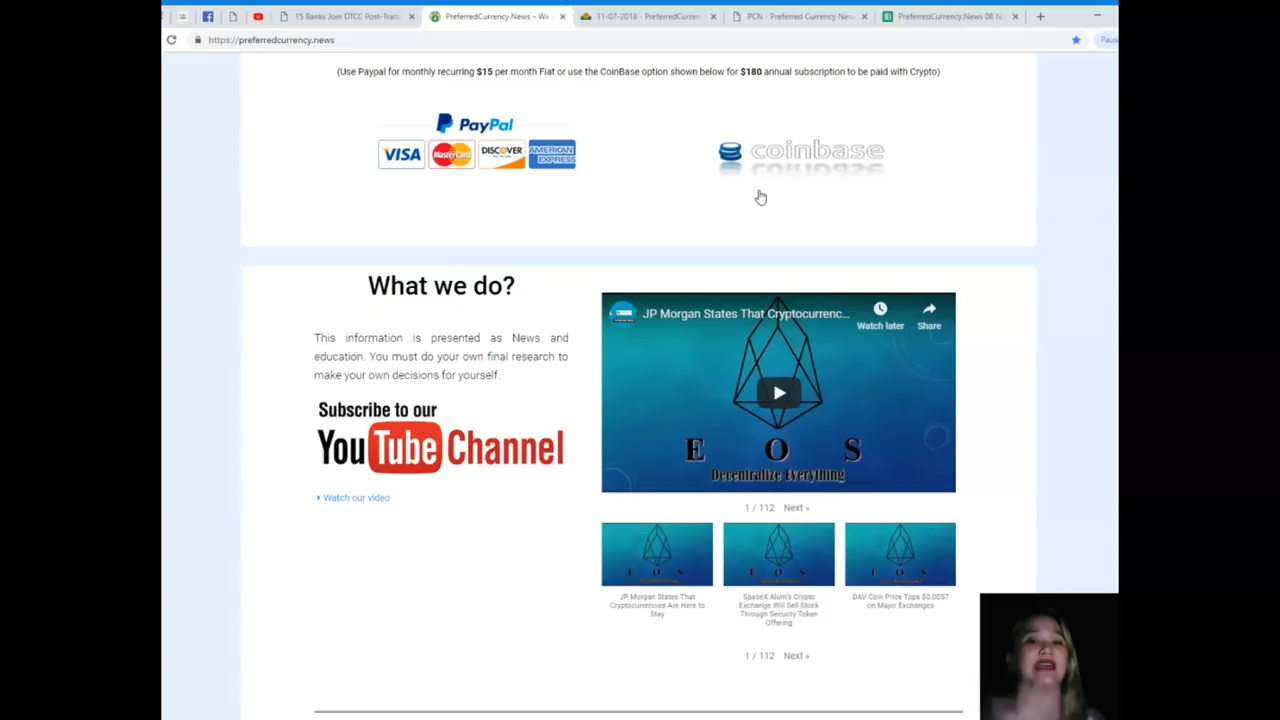 15 Banks Join DTCC Post-Trad
PreferredCurrency.News – We
11-07-2018 - PreferredCurren
PCN - Preferred Currency New
PreferredCurrency.News 08 N
https://preferredcurrency.news
Paus
(Use Paypal for monthly recurring $15 per month Fiat or use the CoinBase option shown below for $180 annual subscription to be paid with Crypto)
PayPal
VISA MasterCard DISCOVER AMERICAN EXPRESS
coinbase
What we do?
This information is presented as News and
education. You must do your own final research to
make your own decisions for yourself.
Subscribe to our
YouTube Channel
Watch our video
JP Morgan States That Cryptocurrenc...
Watch later
Share
E O S
Decentralize Everything
1 / 112 Next »
E O S
E O S
E O S
JP Morgan States That
Cryptocurrencies Are Here to
Stay
SpaceX Alum's Crypto
Exchange Will Sell Stock
Through Security Token
Offering
DAV Coin Price Tops $0.0057
on Major Exchanges
1 / 112 Next »